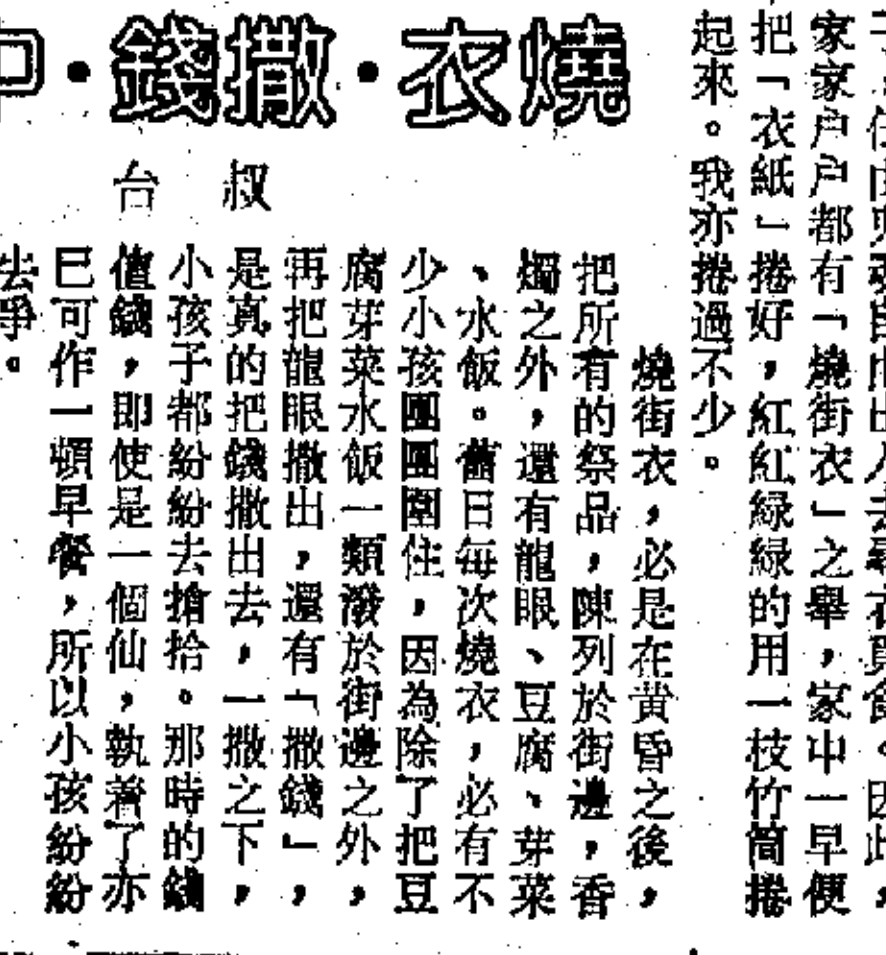 燒衣·撒錢·中
叔台
家家户户都有「燒街衣」之舉，家中一早便
把「衣紙」捲好，紅紅緑緑的用一枝竹筒捲
起來。我亦捲過不少。
燒街衣，必是在黄昏之後，
把所有的祭品，陳列於街邊，香
燭之外，還有龍眼、豆腐、芽菜
、水飯。舊日每次燒衣，必有不
少小孩團團圍住，因為除了把豆
腐芽菜水飯一類潑於街邊之外，
再把龍眼撒出，還有「撒錢」，
是真的把錢撒出去，一撒之下，
小孩子都紛紛去搶拾。那時的錢
值錢，即使是一個仙，執着了亦
已可作一頓早餐，所以小孩紛紛
去爭。